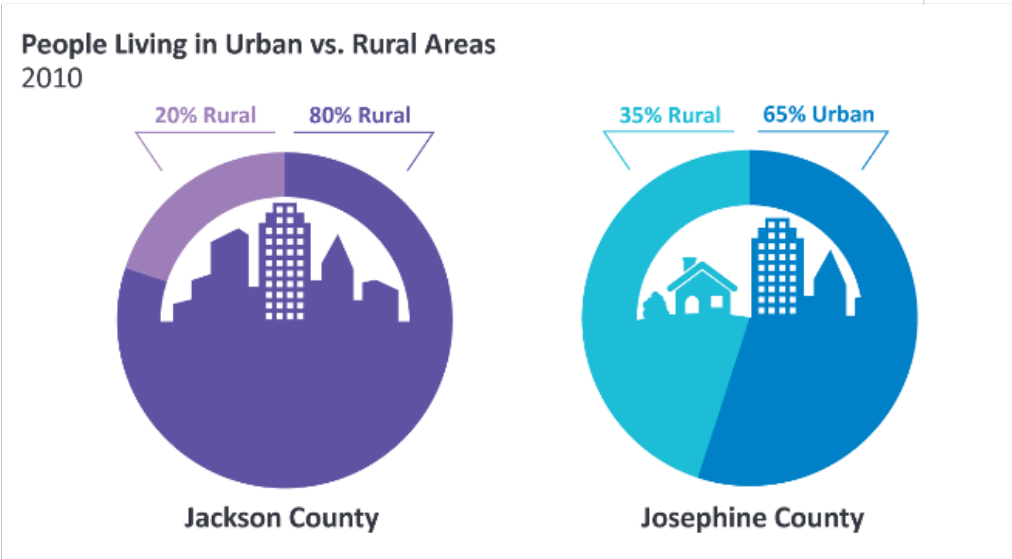 People Living in Urban vs. Rural Areas
2010
20% Rural 80% Rural
35% Rural 65% Urban
Jackson County
Josephine County